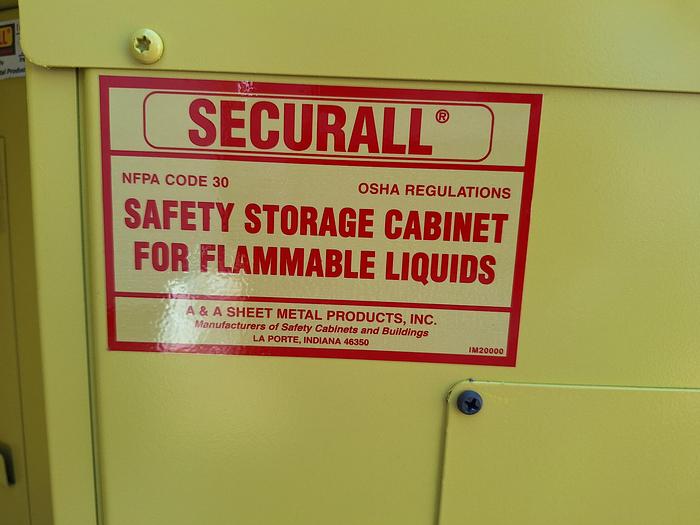 SECURALL®
NFPA CODE 30
OSHA REGULATIONS
SAFETY STORAGE CABINET
FOR FLAMMABLE LIQUIDS
A & A SHEET METAL PRODUCTS, INC.
Manufacturers of Safety Cabinets and Buildings
LA PORTE, INDIANA 46350
IM20000